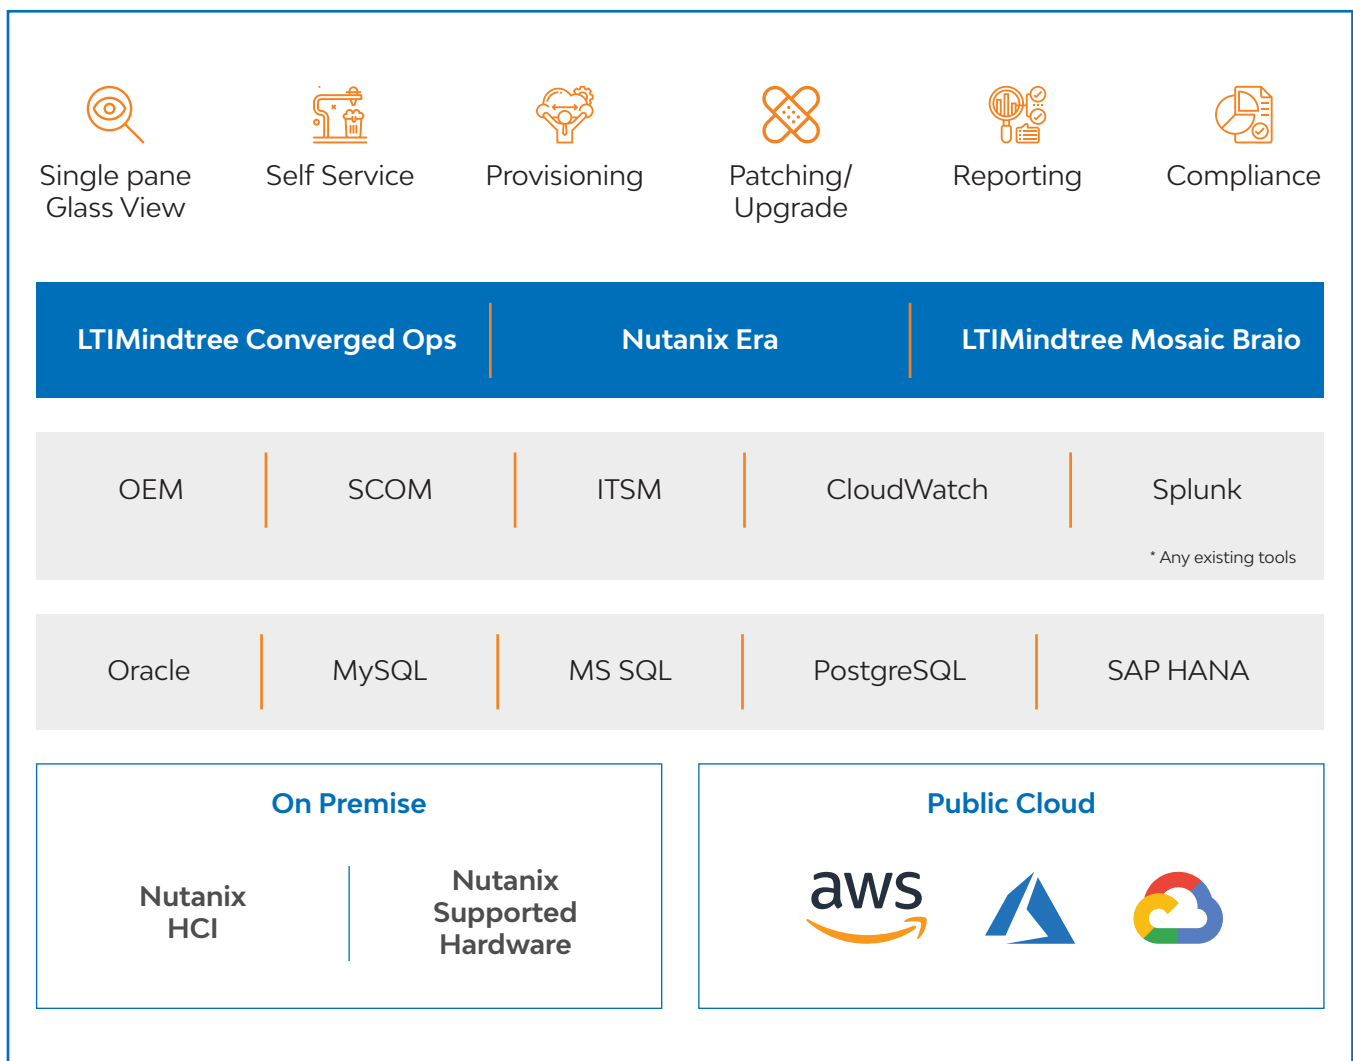 Single pane
Glass View
Self Service
Provisioning
Patching/
Upgrade
Reporting
Compliance
LTIMindtree Converged Ops
Nutanix Era
LTIMindtree Mosaic Braio
OEM
SCOM
ITSM
CloudWatch
Splunk
* Any existing tools
Oracle
MySQL
MS SQL
PostgreSQL
SAP HANA
On Premise
Nutanix
HCI
Nutanix
Supported
Hardware
Public Cloud
aws